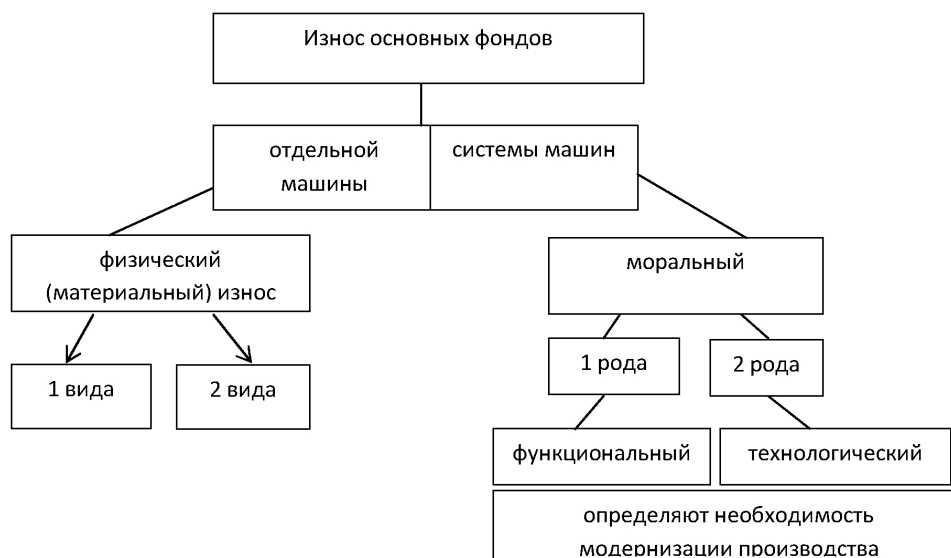 Износ основных фондов
отдельной
машины
системы машин
физический
(материальный) износ
моральный
1 вида
2 вида
1 рода
2 рода
функциональный
технологический
определяют необходимость
модернизации производства